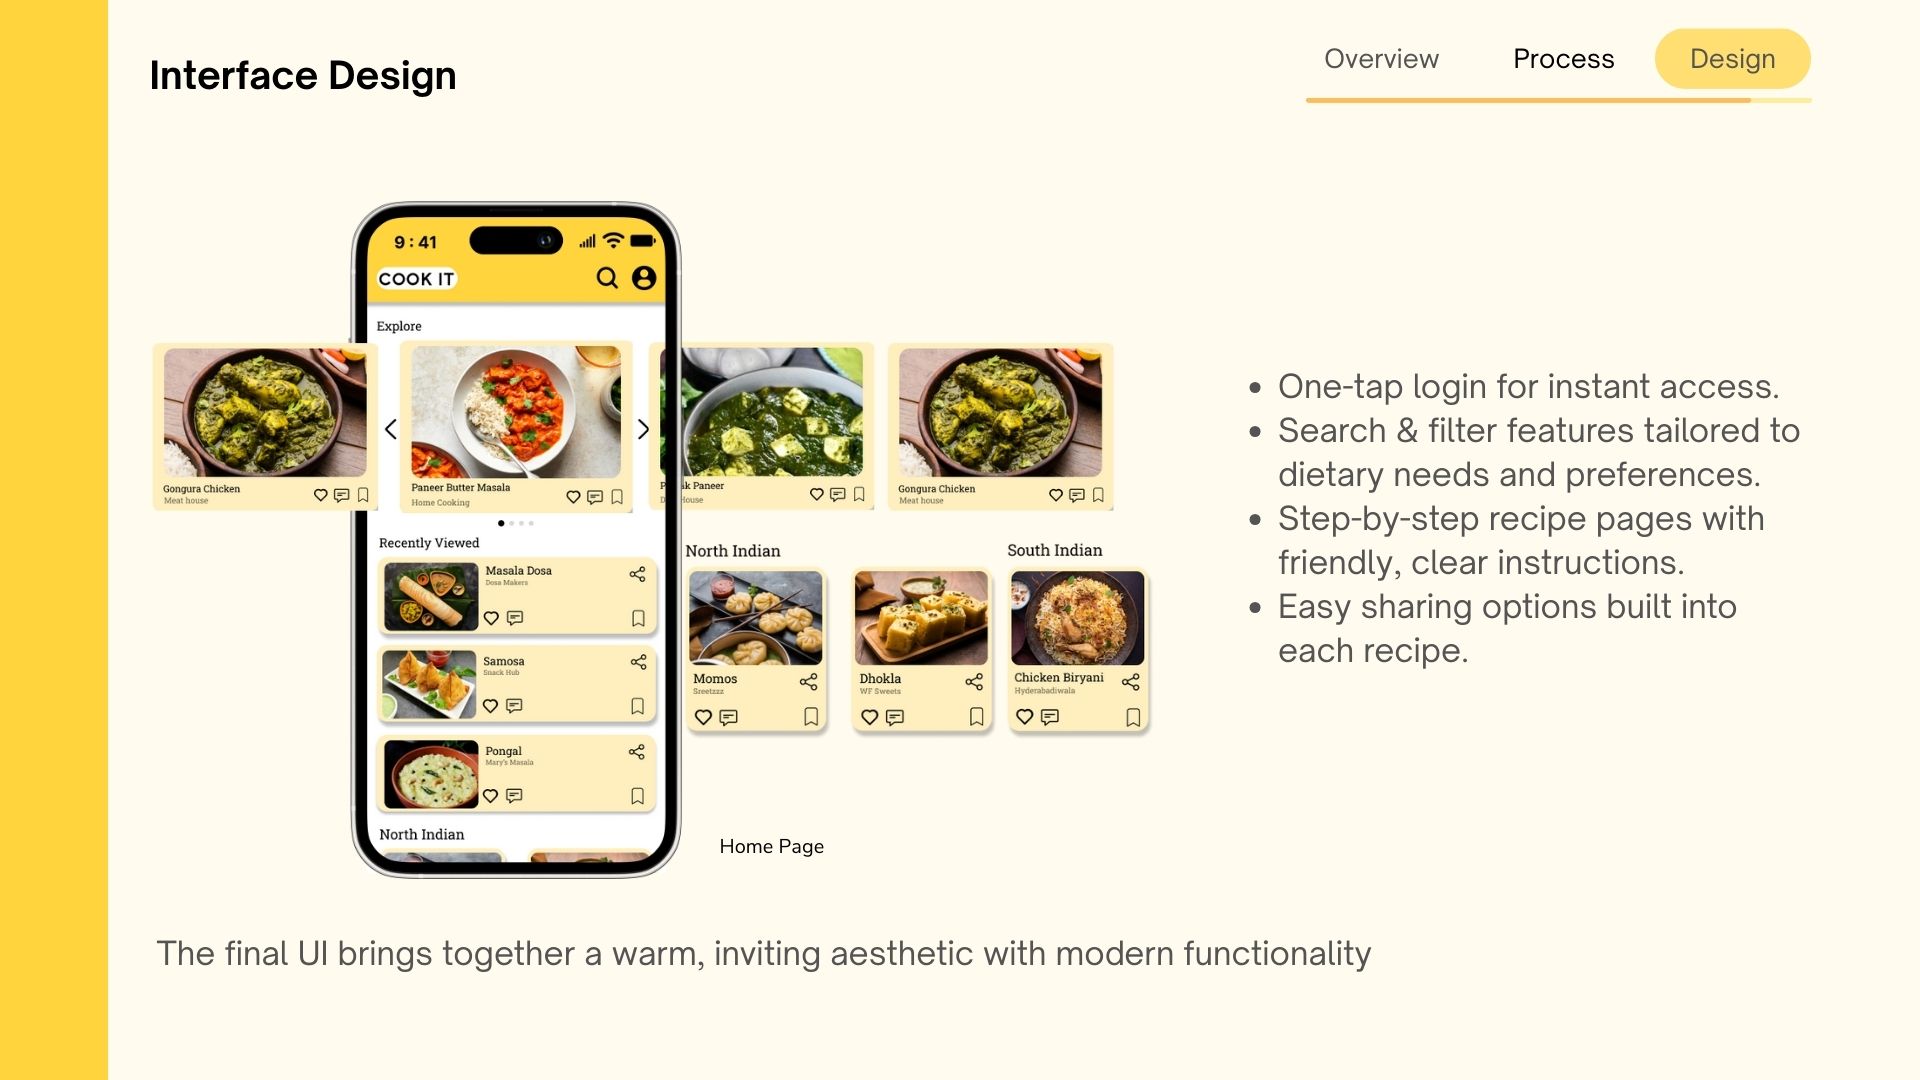 Interface Design
Overview
Process
Design
9:41
COOK IT
Explore
Gongura Chicken
Meat house
Paneer Butter Masala
Home Cooking
Paneer
House
Gongura Chicken
Meat house
Recently Viewed
Masala Dosa
Dosa Makers
Samosa
Snack Hub
Pongal
Mary's Masala
North Indian
North Indian
Momos
Sreetzzz
Dhokla
WF Sweets
South Indian
Chicken Biryani
Hyderabadiwala
Home Page
• One-tap login for instant access.
• Search & filter features tailored to
dietary needs and preferences.
• Step-by-step recipe pages with
friendly, clear instructions.
• Easy sharing options built into
each recipe.
The final UI brings together a warm, inviting aesthetic with modern functionality